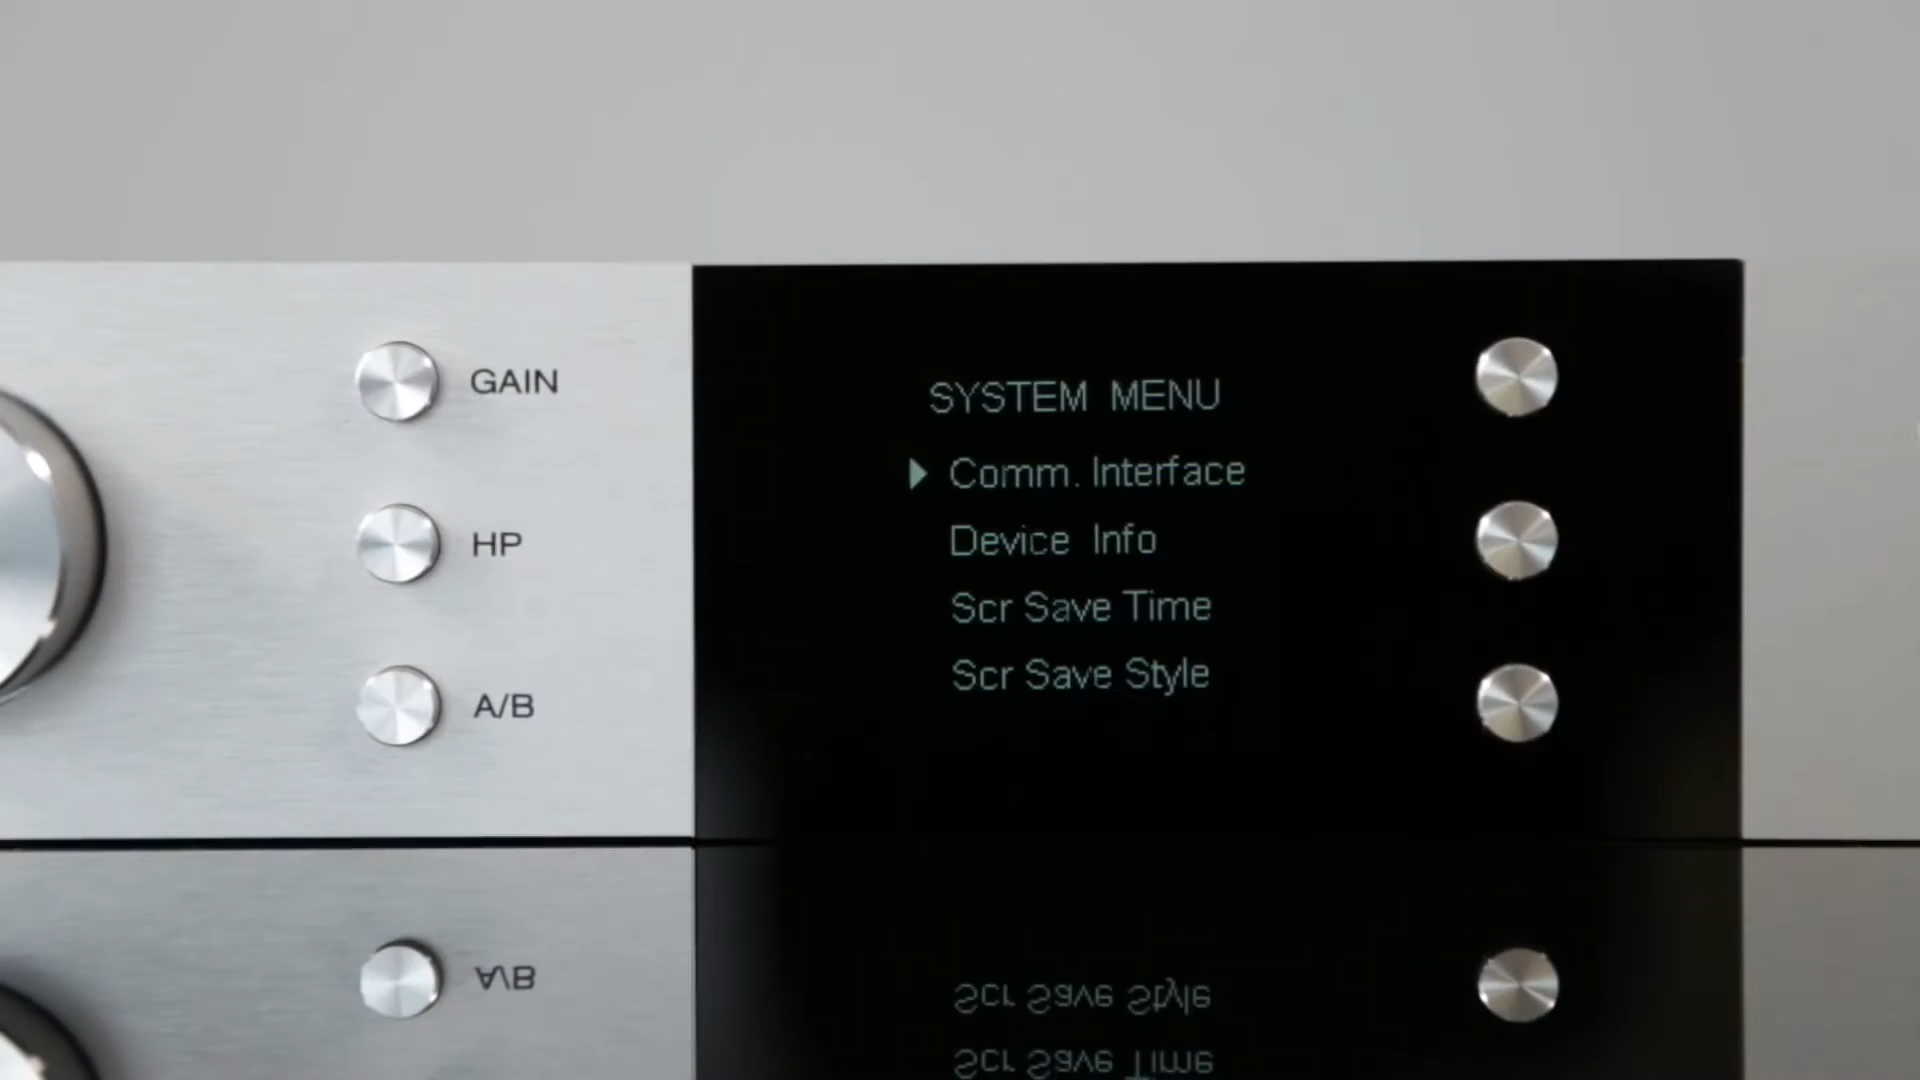 GAIN
HP
A/B
SYSTEM MENU
Comm. Interface
Device Info
Scr Save Time
Scr Save Style
A/B
Scr Save Style
Scr Save Time